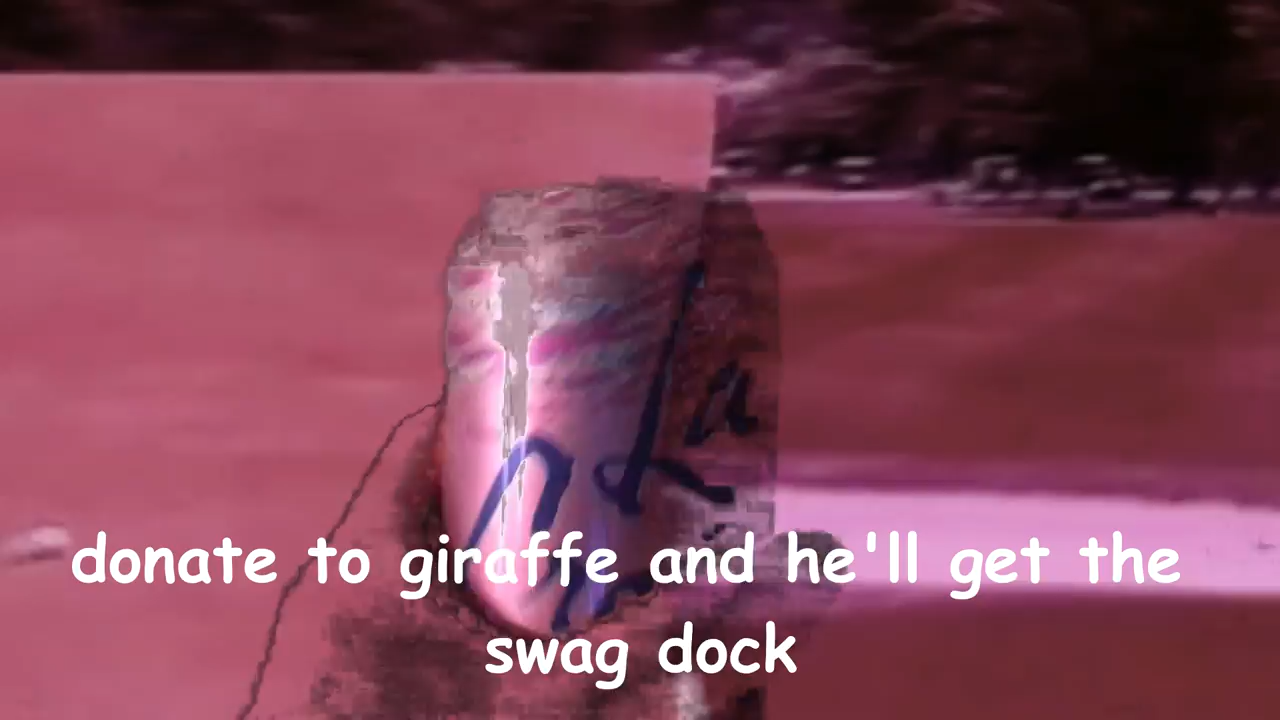 donate to giraffe and he'll get the
swag dock